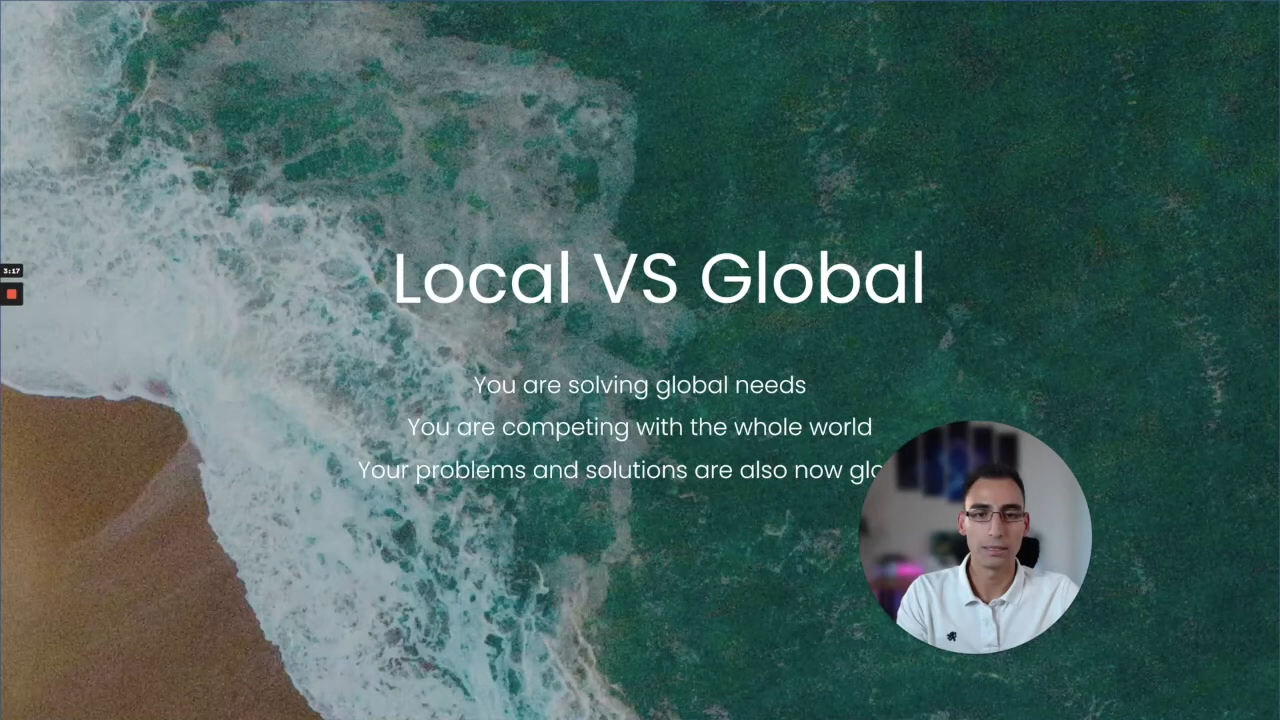 Local VS Global
3:17
You are solving global needs
You are competing with the whole world
Your problems and solutions are also now